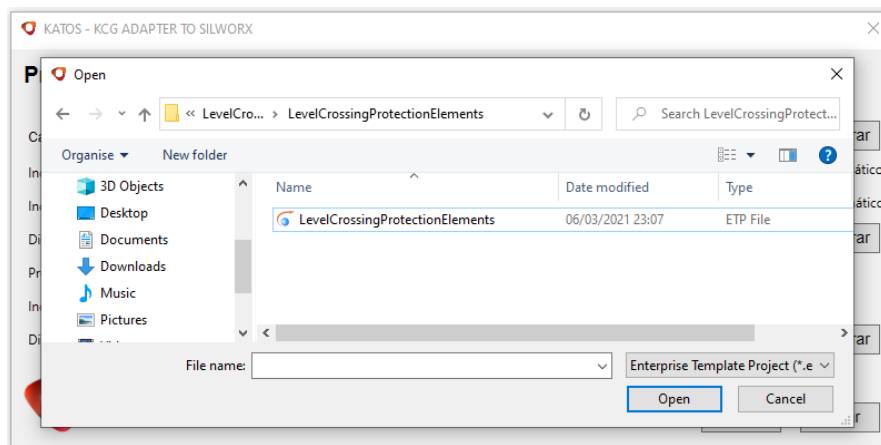 KATOS - KCG ADAPTER TO SILWORX
Open
« LevelCro... › LevelCrossingProtectionElements
Search LevelCrossingProtect...
Organise
New folder
3D Objects
Desktop
Documents
Downloads
Music
Pictures
Name
Date modified
Type
LevelCrossingProtectionElements
06/03/2021 23:07
ETP File
File name:
Enterprise Template Project (*.e
Open
Cancel